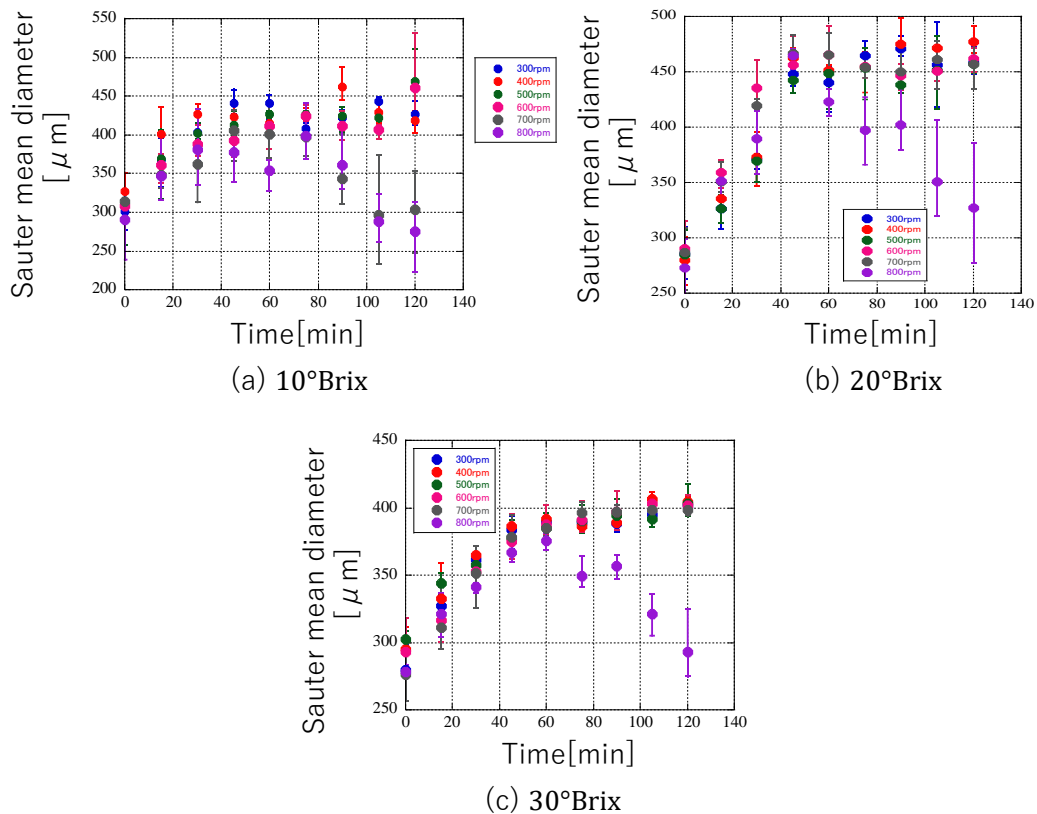 550
500
450
400
350
300
250
200
0
20
40
60
80
100
120
140
Sauter mean diameter
[μm]
Time[min]
300rpm
400rpm
500rpm
600rpm
700rpm
800rpm
(a) 10°Brix
500
450
400
350
300
250
0
20
40
60
80
100
120
140
Sauter mean diameter
[μm]
Time[min]
300rpm
400rpm
500rpm
600rpm
700rpm
800rpm
(b) 20°Brix
450
400
350
300
250
0
20
40
60
80
100
120
140
Sauter mean diameter
[μm]
Time[min]
300rpm
400rpm
500rpm
600rpm
700rpm
800rpm
(c) 30°Brix